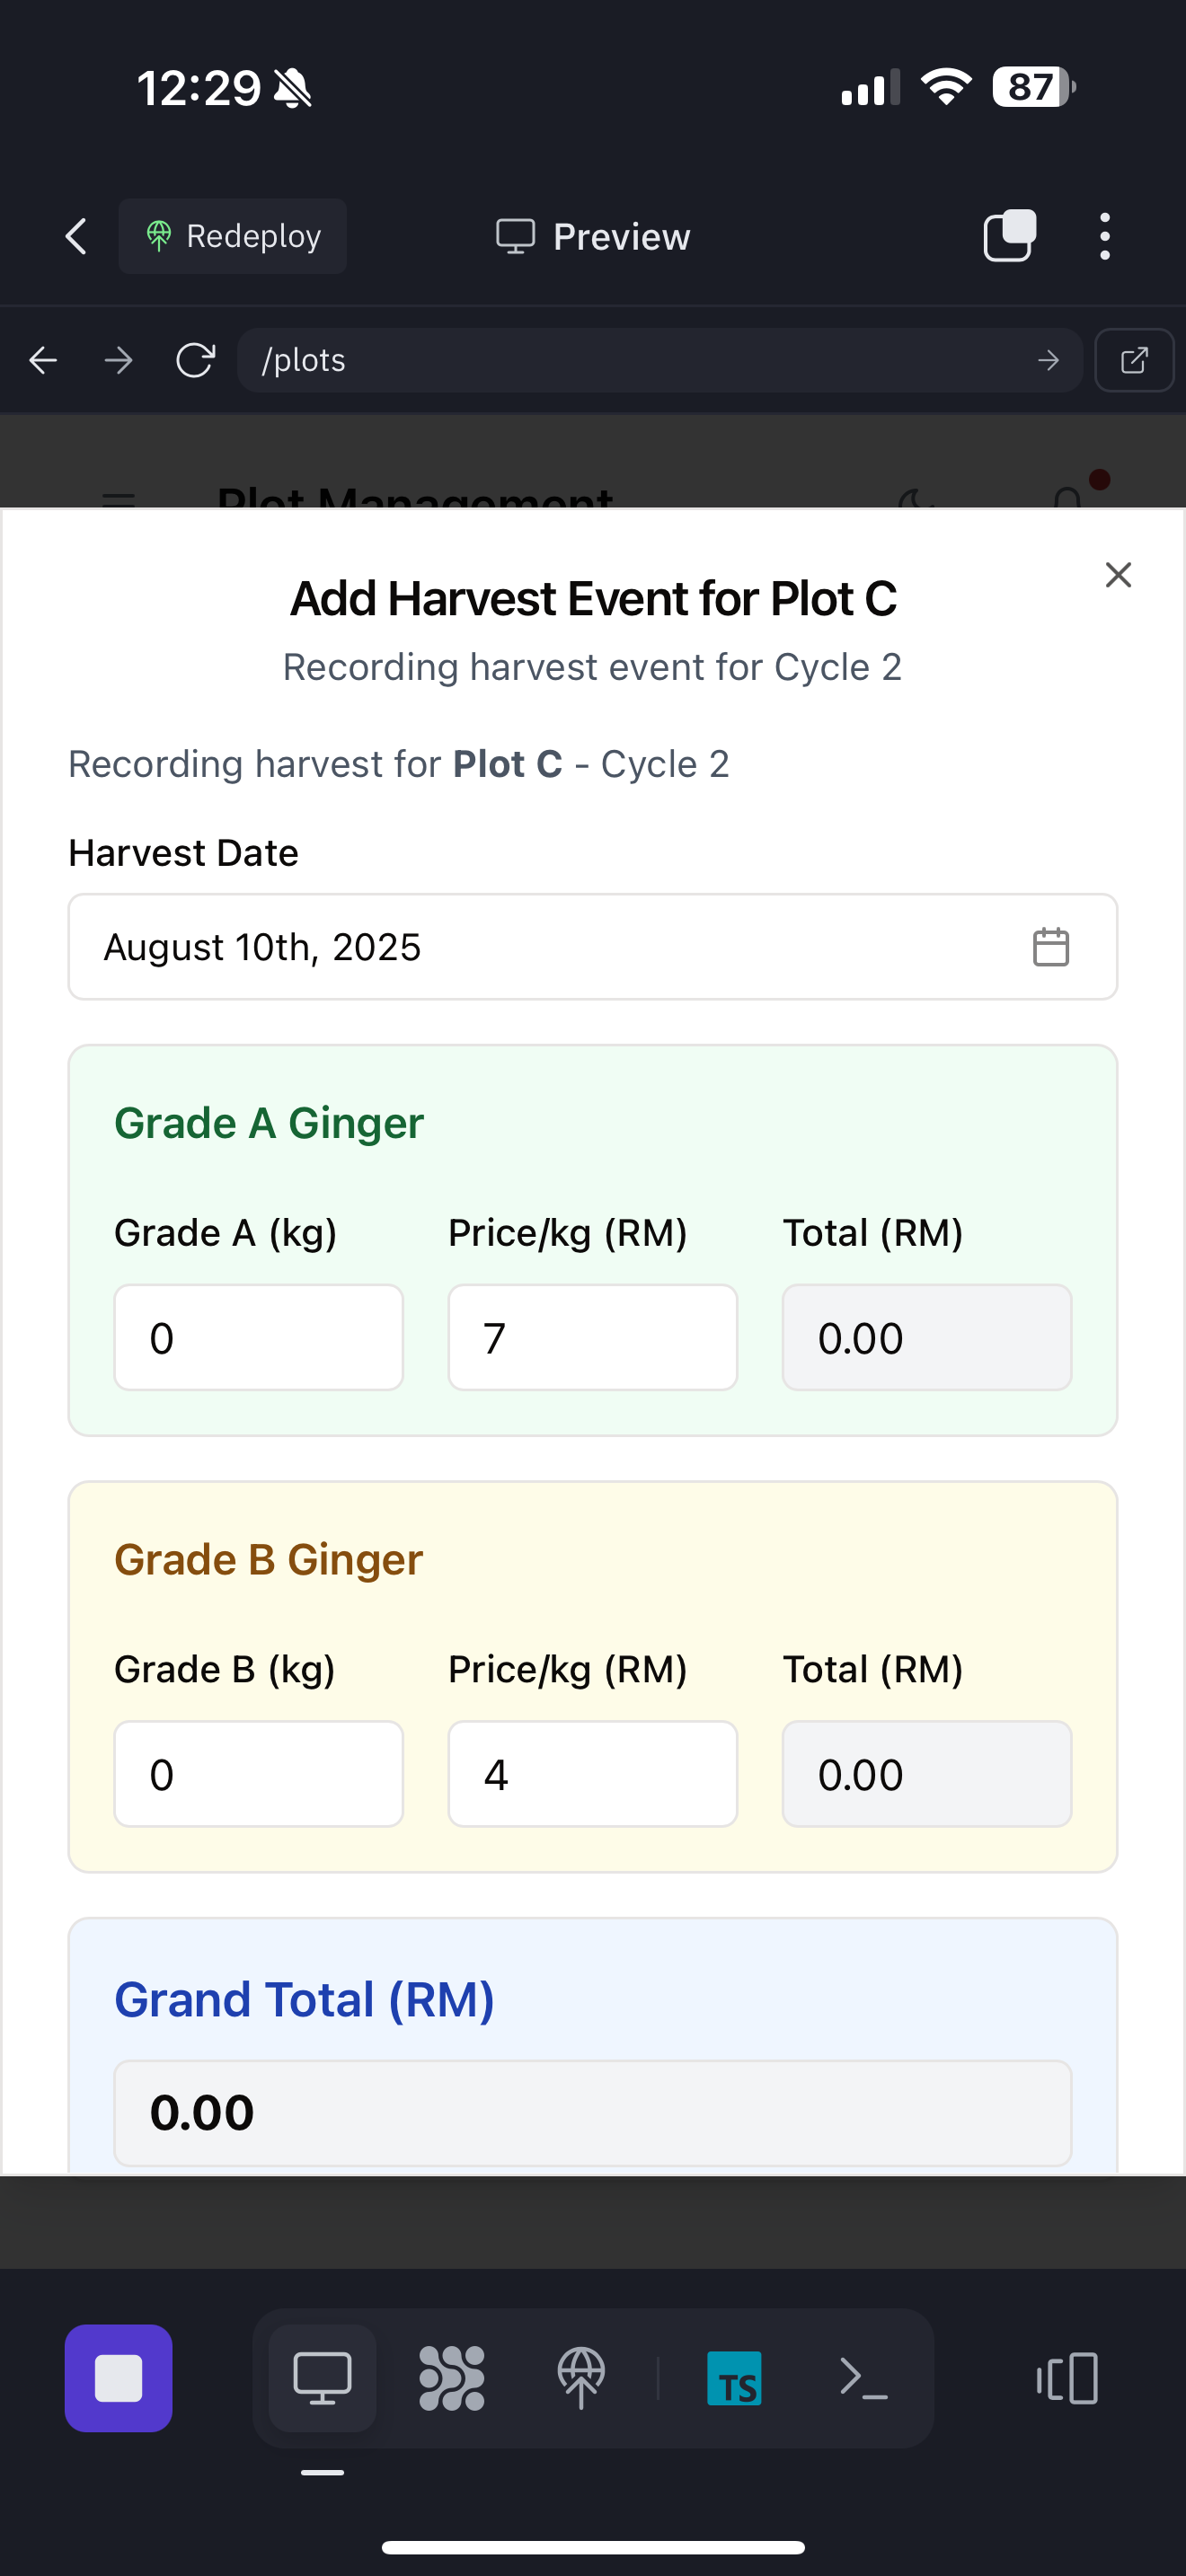 12:29
87
Redeploy
Preview
/plots
Plot Management
Add Harvest Event for Plot C
Recording harvest event for Cycle 2
Recording harvest for Plot C - Cycle 2
Harvest Date
August 10th, 2025
Grade A Ginger
Grade A (kg) Price/kg (RM) Total (RM)
0 7 0.00
Grade B Ginger
Grade B (kg) Price/kg (RM) Total (RM)
0 4 0.00
Grand Total (RM)
0.00
TS